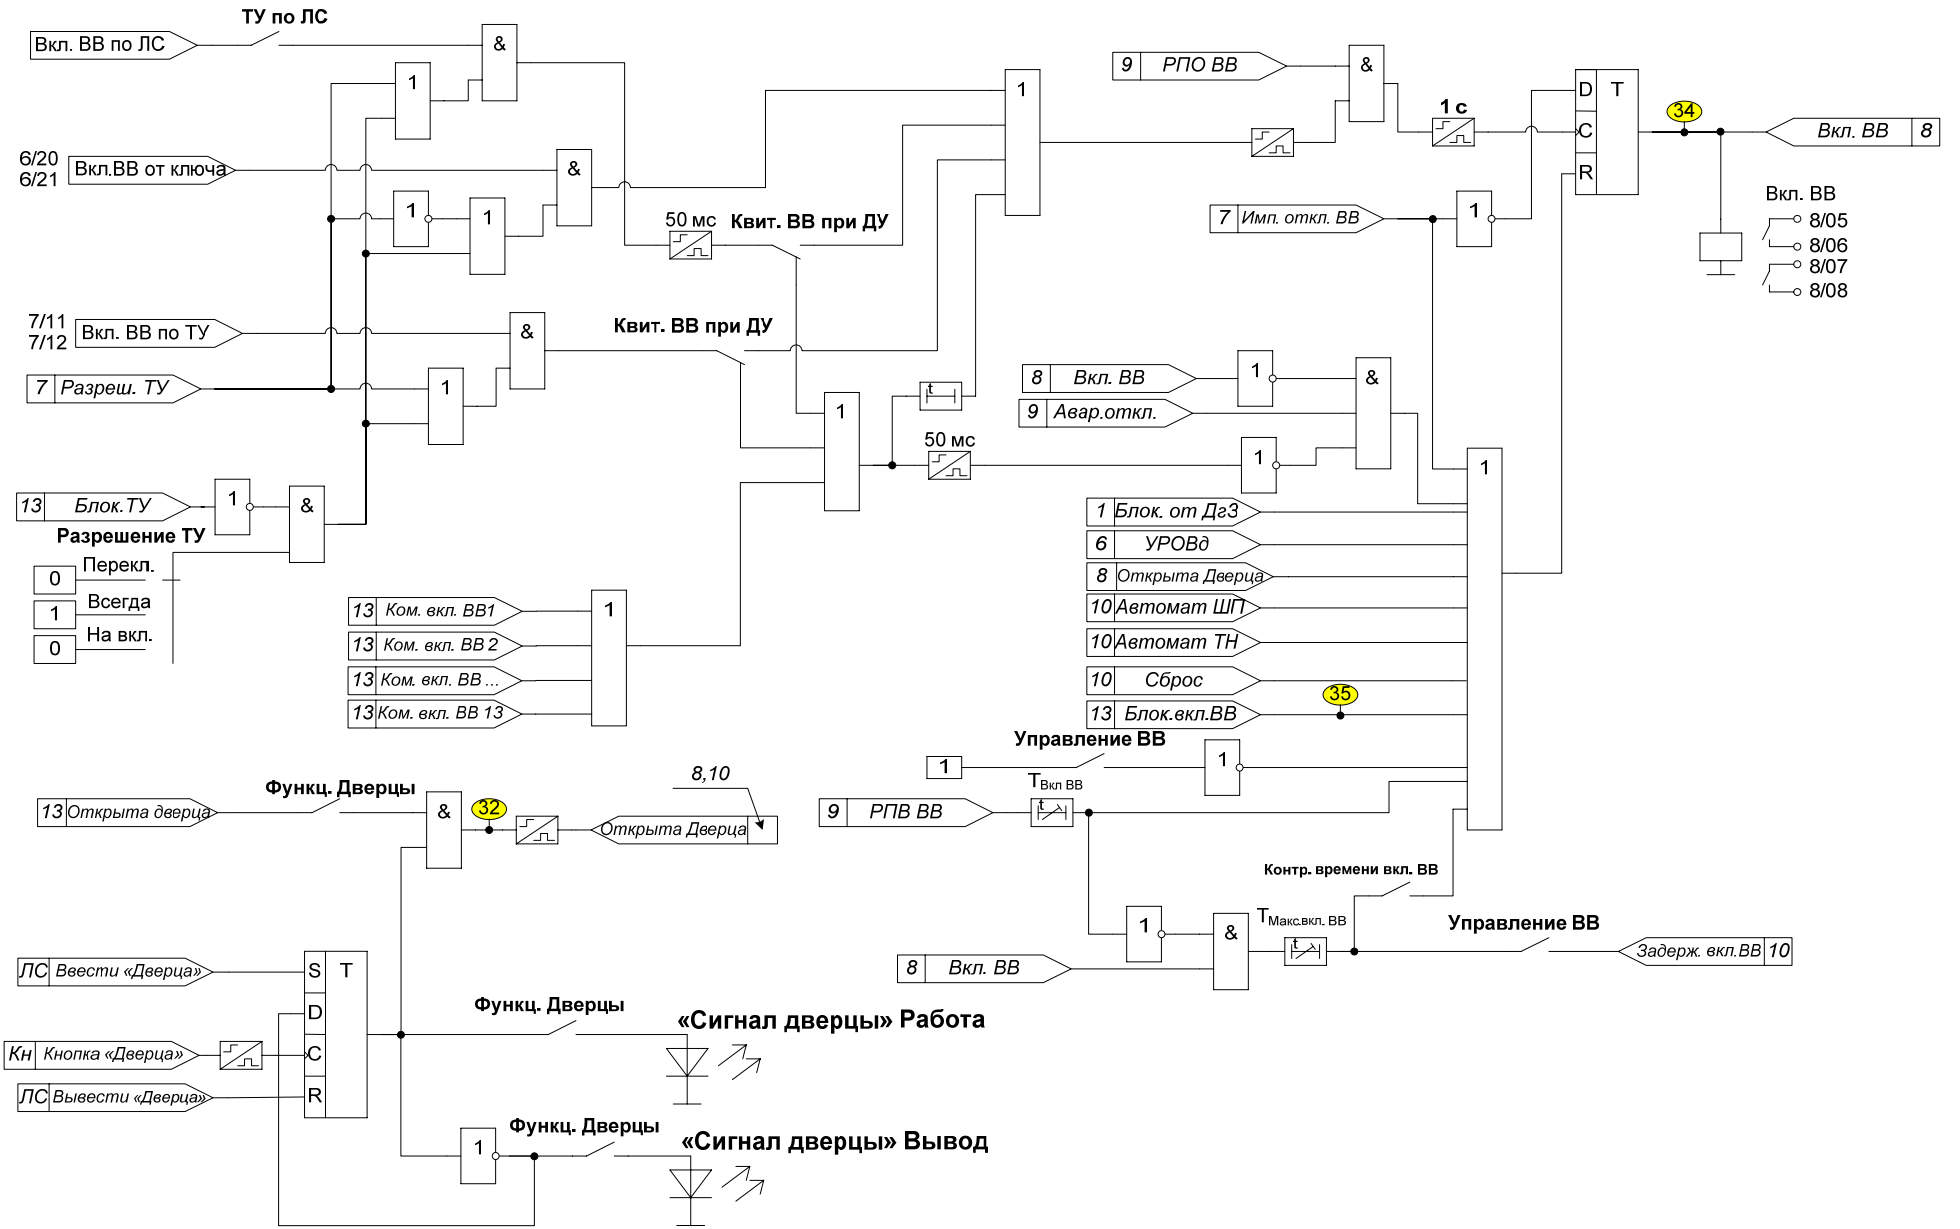 ТУ по ЛС
Вкл. ВВ по ЛС
&
1
6/20
6/21
Вкл.ВВ от ключа
&
1
1
50 мс
Квит. ВВ при ДУ
1
7/11
7/12
Вкл. ВВ по ТУ
&
Квит. ВВ при ДУ
7 Разреш. ТУ
1
1
50 мс
13 Блок.ТУ
1
&
Разрешение ТУ
0 Перекл.
1 Всегда
0 На вкл.
13 Ком. вкл. ВВ1
13 Ком. вкл. ВВ 2
13 Ком. вкл. ВВ ...
13 Ком. вкл. ВВ 13
1
t
9 РПО ВВ
&
1 с
D T
C
R
34
Вкл. ВВ 8
7 Имп. откл. ВВ
1
Вкл. ВВ
8/05
8/06
8/07
8/08
8 Вкл. ВВ
1
&
9 Авар.откл.
1
1
1 Блок. от ДгЗ
6 УРОВд
8 Открыта Дверца
10 Автомат ШП
10 Автомат ТН
10 Сброс
35
13 Блок.вкл.ВВ
Управление ВВ
1
1
ТВкл ВВ
9 РПВ ВВ
t
Контр. времени вкл. ВВ
1
&
ТМакс.вкл. ВВ
t
Управление ВВ
8 Вкл. ВВ
Задерж. вкл.ВВ 10
Функц. Дверцы
13 Открыта дверца
&
32
8,10
Открыта Дверца
ЛС Ввести «Дверца»
S T
D
Кн Кнопка «Дверца»
C
ЛС Вывести «Дверца»
R
Функц. Дверцы
«Сигнал дверцы» Работа
Функц. Дверцы
1
«Сигнал дверцы» Вывод